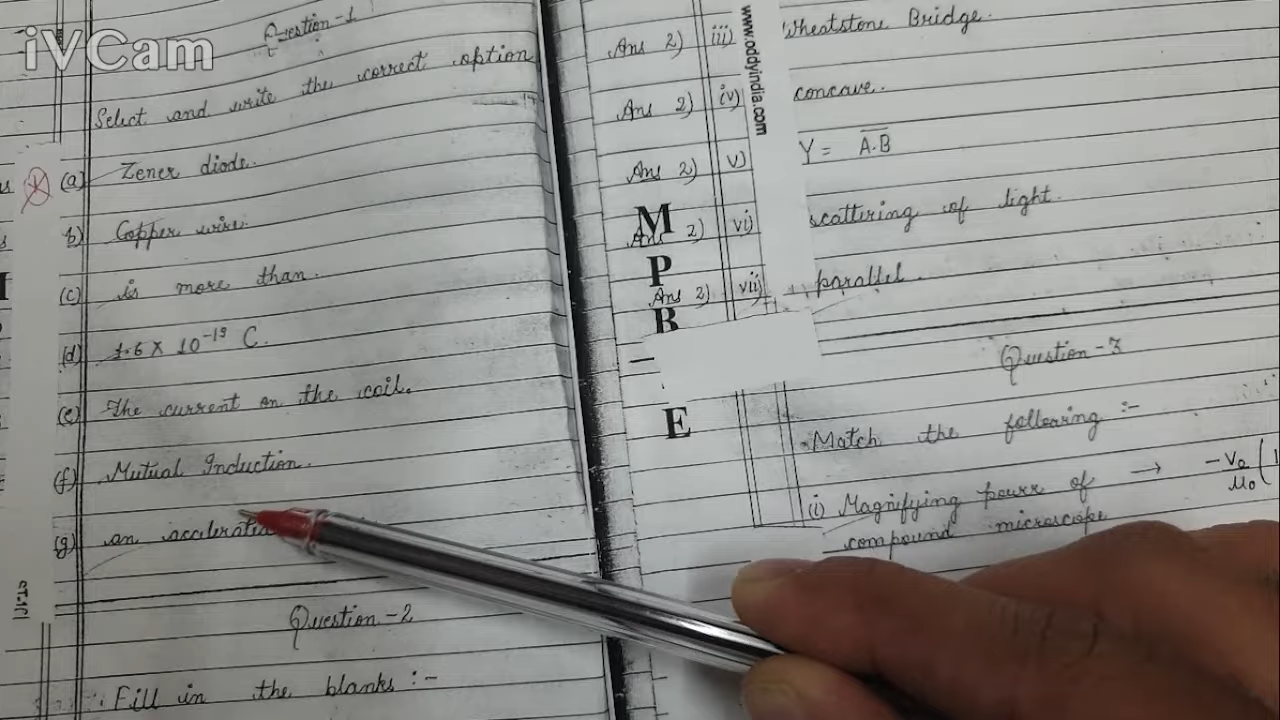 iVCam
Question-1
Select and write the correct option
(a) Zener diode.
b) Copper wire.
(c) is more than.
(d) 1.6 X 10⁻¹⁹ C.
(e) The current on the coil.
(f) Mutual Induction.
(g) an
Question-2
Fill in the blanks :-
Ans 2) iii) Wheatstone Bridge.
Ans 2) iv) concave.
Ans 2) v) Y = A̅.̅B̅
Ans 2) vi) scattering of light.
Ans 2) vii) parallel.
www.oddyindia.com
M
P
B
E
Question-3
Match the following :-
(i) Magnifying power of →
compound microscope